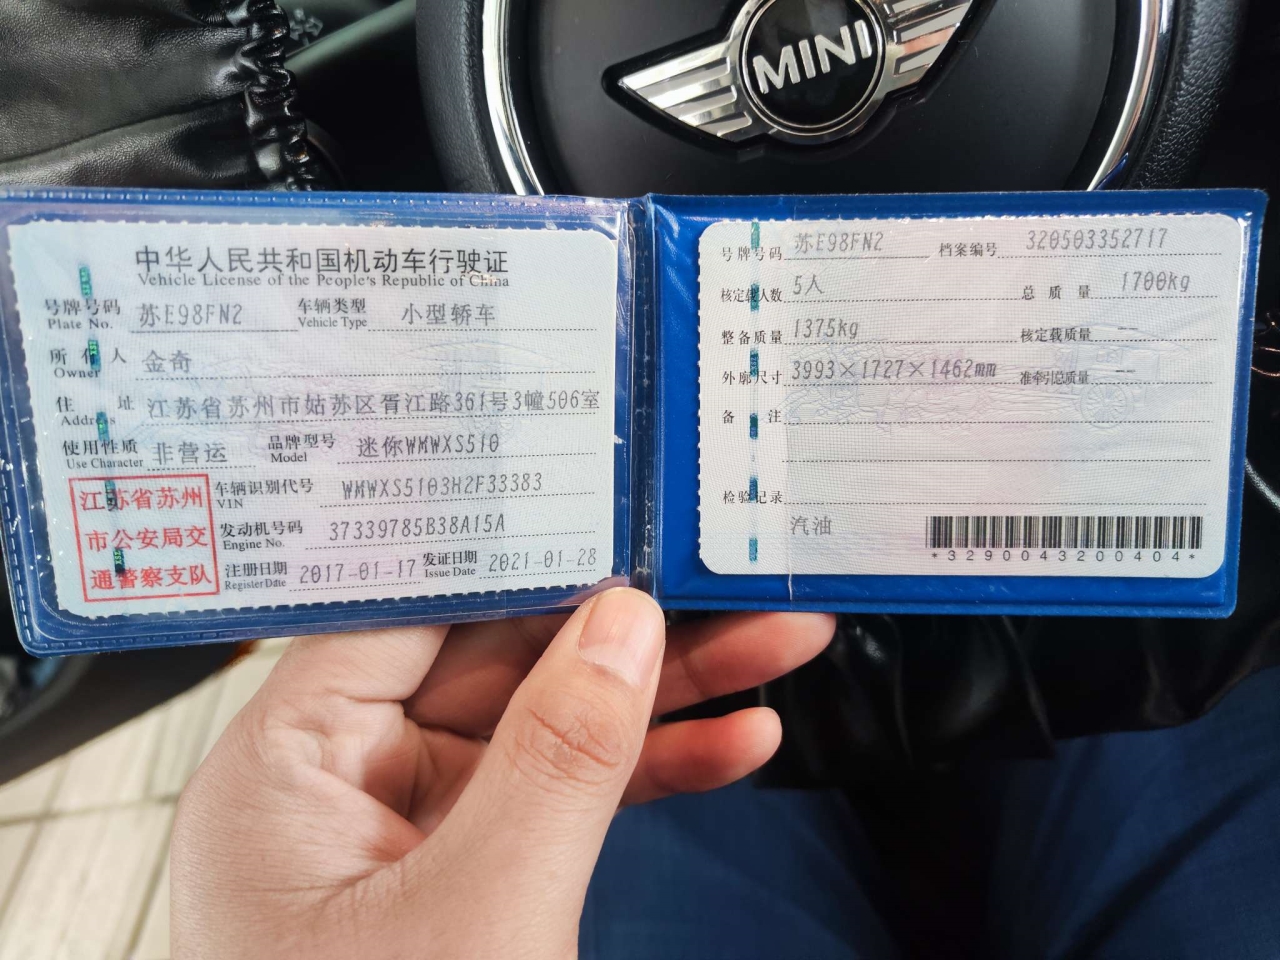 MINI
中华人民共和国机动车行驶证
Vehicle License of the People's Republic of China
号牌号码 苏E98FN2 车辆类型 小型轿车
Plate No. Vehicle Type
所有人 金奇
Owner
住址 江苏省苏州市姑苏区胥江路361号3幢506室
Address
使用性质 非营运 品牌型号 迷你WMWXS510
Use Character Model
江苏省苏州
市公安局交
通警察支队
车辆识别代号 WMWXS5103H2F33383
VIN
发动机号码 37339785B38A15A
Engine No.
注册日期 2017-01-17 发证日期 2021-01-28
Register Date Issue Date
号牌号码 苏E98FN2 档案编号 320503352717
核定载人数 5人 总质量 1700kg
整备质量 1375kg 核定载质量 --
外廓尺寸 3993×1727×1462mm 准牵引总质量 --
备注
检验记录
汽油
*3290043200404*